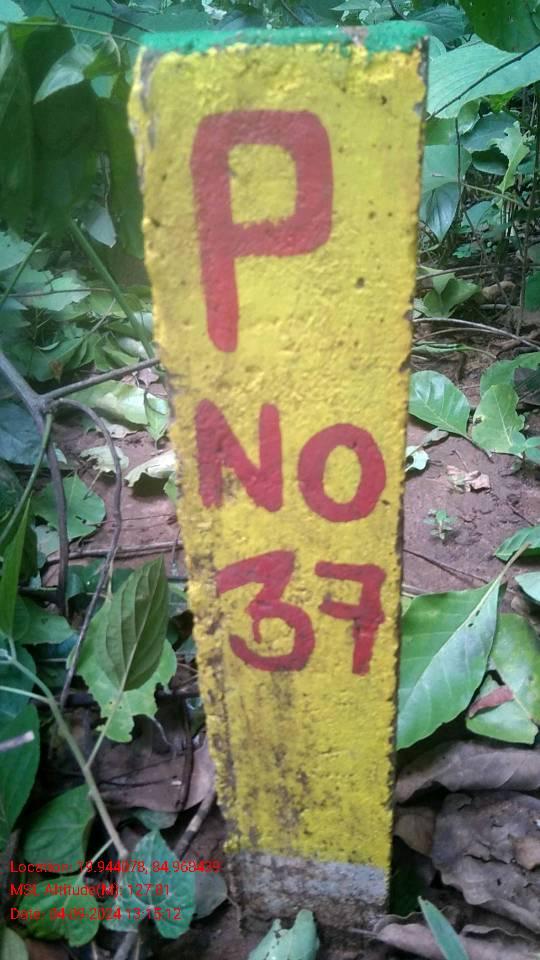 P
NO
37
Location: 19.944078, 84.968439
MSL Altitude(M): 127.81
Date: 04-09-2024 13:15:12